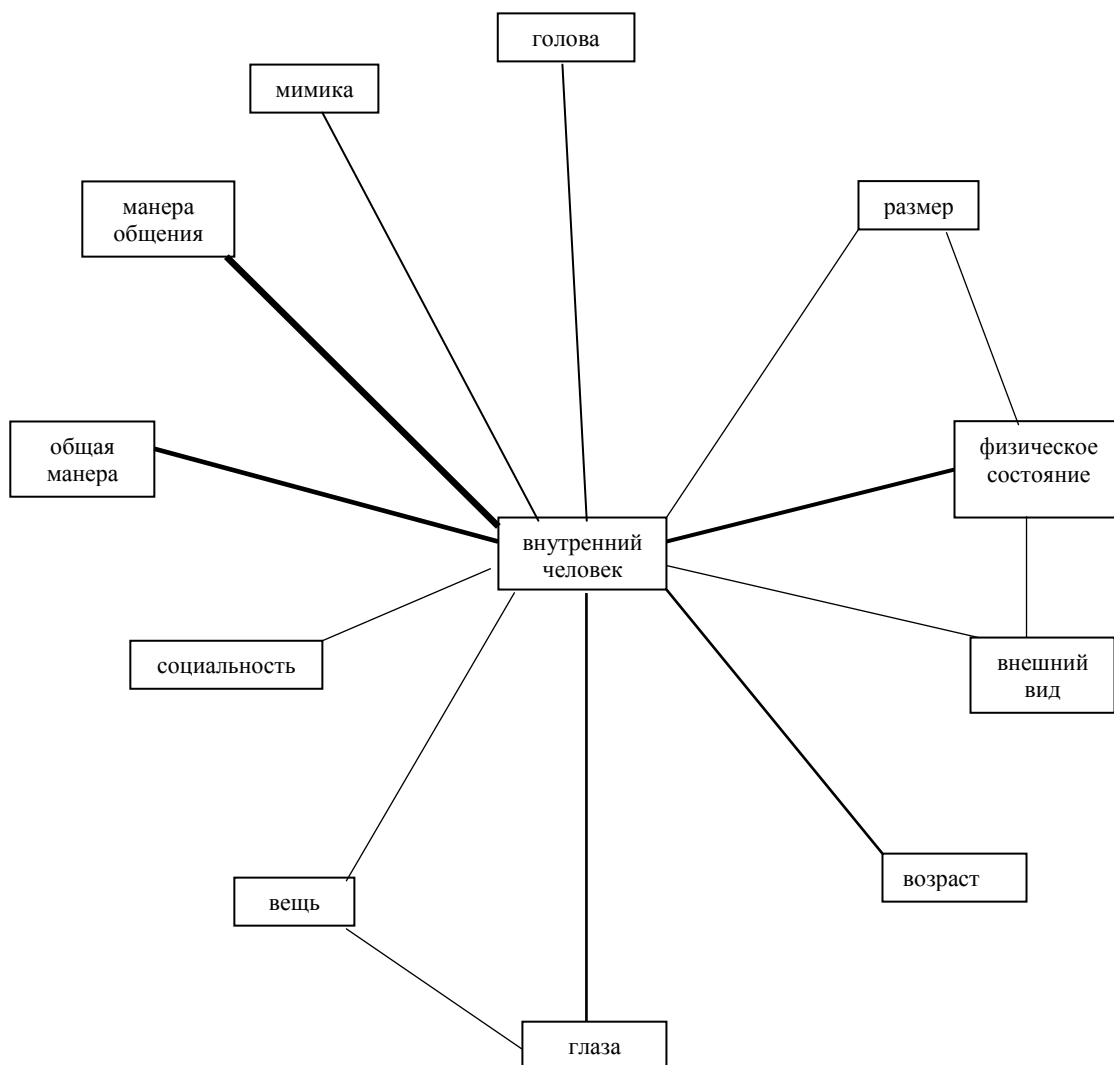 голова
мимика
манера
общения
размер
общая
манера
физическое
состояние
внутренний
человек
социальность
внешний
вид
возраст
вещь
глаза